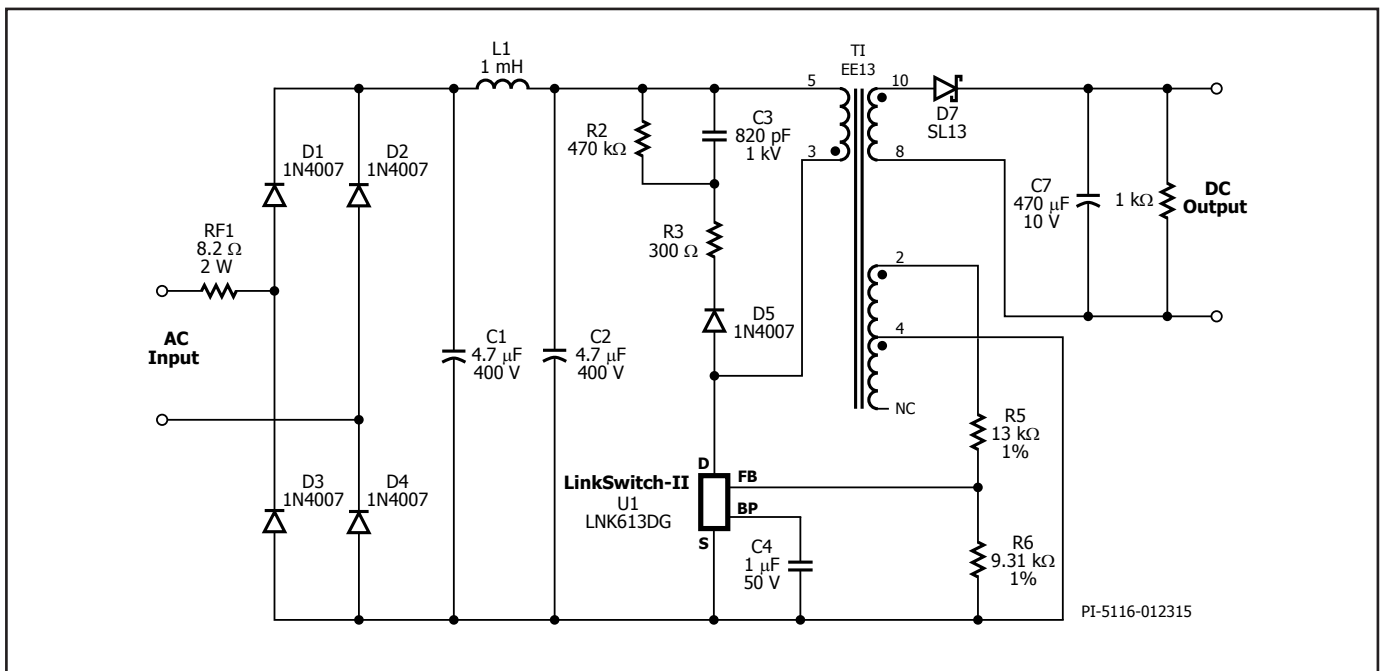 L1
1 mH
TI
EE13
5
10
D7
SL13
R2
470 kΩ
C3
820 pF
1 kV
3
8
D1
1N4007
D2
1N4007
C7
470 µF
10 V
1 kΩ
DC
Output
RF1
8.2 Ω
2 W
R3
300 Ω
2
AC
Input
C1
4.7 µF
400 V
C2
4.7 µF
400 V
D5
1N4007
4
NC
R5
13 kΩ
1%
D3
1N4007
D4
1N4007
LinkSwitch-II
U1
LNK613DG
D
FB
BP
S
C4
1 µF
50 V
R6
9.31 kΩ
1%
PI-5116-012315